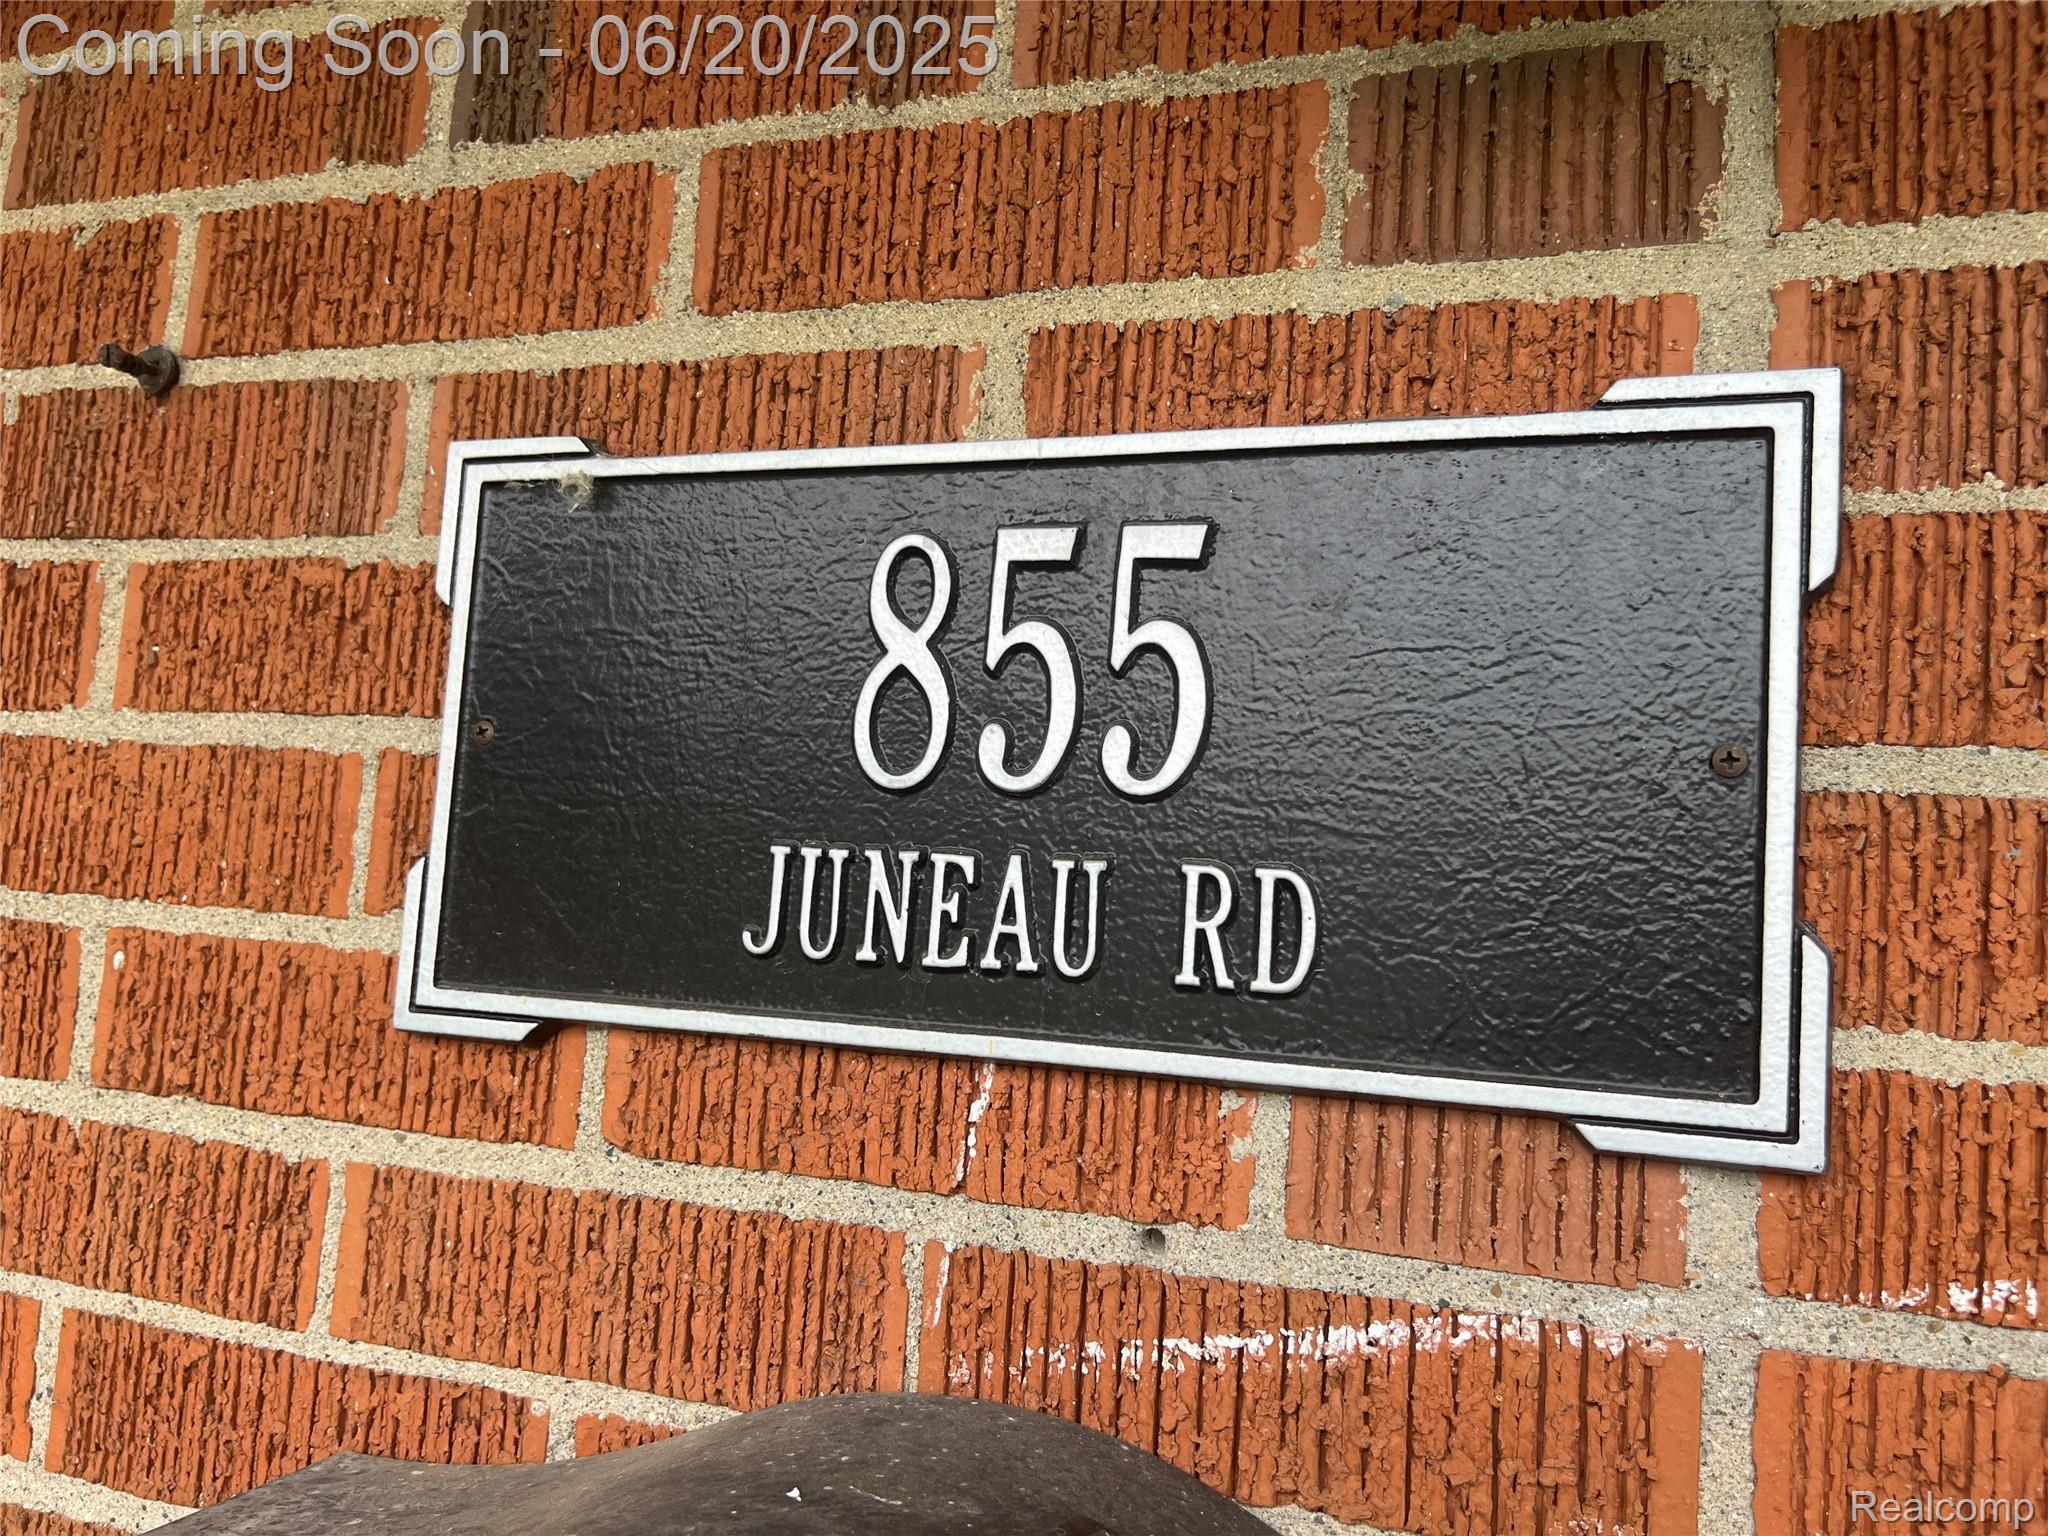 Coming Soon - 06/20/2025
855
JUNEAU RD
Realcomp